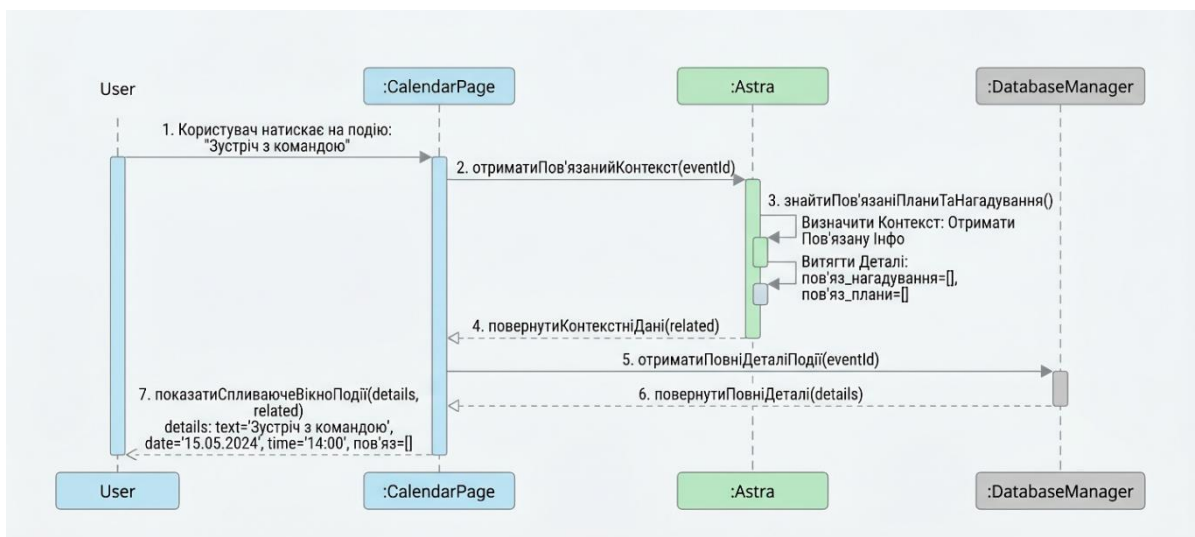 User
:CalendarPage
:Astra
:DatabaseManager
1. Користувач натискає на подію:
"Зустріч з командою"
2. отриматиПов'язанийКонтекст(eventId)
3. знайтиПов'язаніПланиТаНагадування()
Визначити Контекст: Отримати
Пов'язану Інфо
Витягти Деталі:
пов'яз_нагадування=[],
пов'яз_плани=[]
4. повернутиКонтекстніДані(related)
5. отриматиПовніДеталіПодії(eventId)
6. повернутиПовніДеталі(details)
7. показатиСпливаючеВікноПодії(details,
related)
details: text='Зустріч з командою',
date='15.05.2024', time='14:00', пов'яз=[]
User
:CalendarPage
:Astra
:DatabaseManager